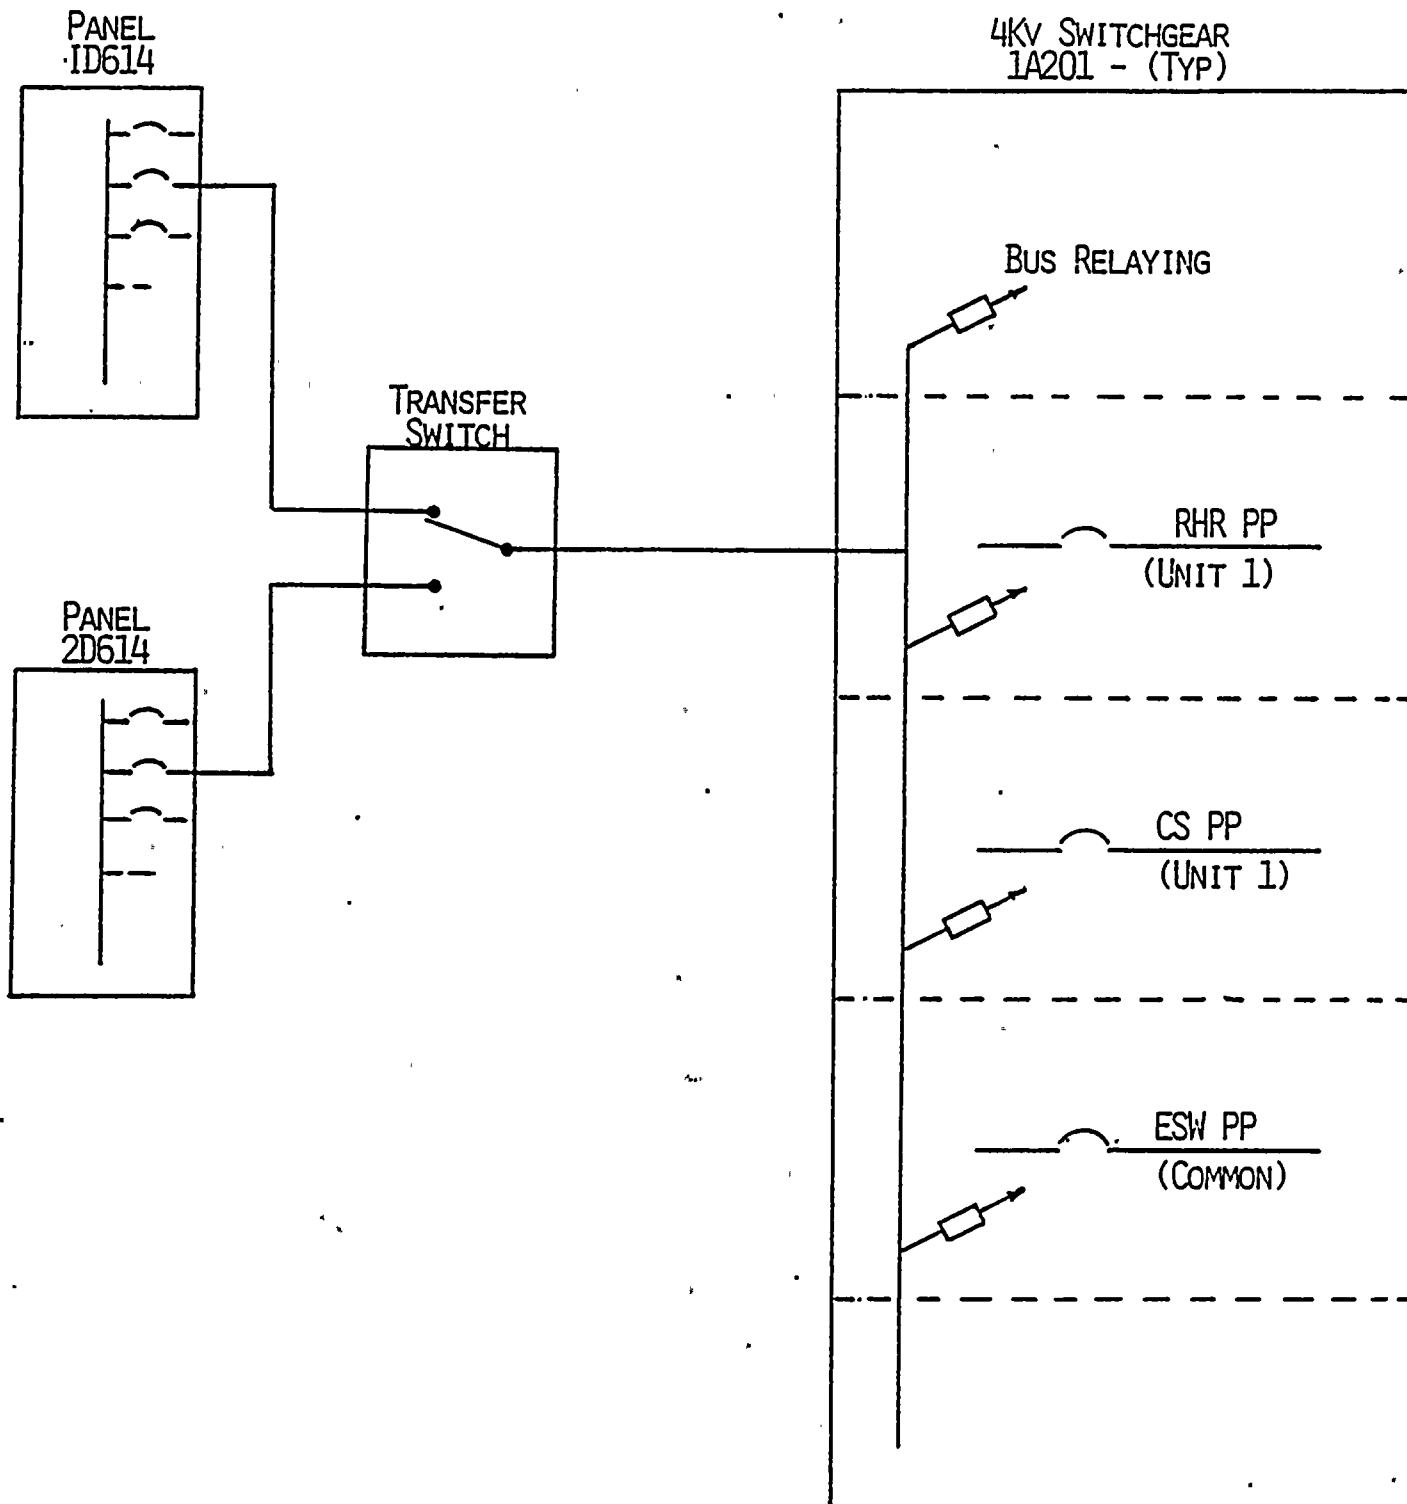 PANEL
1D614
4KV SWITCHGEAR
1A201 - (TYP)
BUS RELAYING
TRANSFER
SWITCH
RHR PP
(UNIT 1)
PANEL
2D614
CS PP
(UNIT 1)
ESW PP
(COMMON)